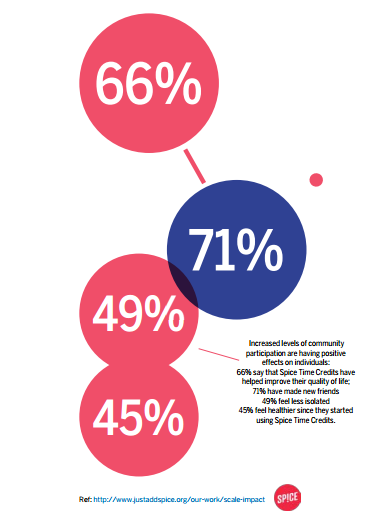 66%
71%
49%
45%
Increased levels of community
participation are having positive
effects on individuals:
66% say that Spice Time Credits have
helped improve their quality of life;
71% have made new friends
49% feel less isolated
45% feel healthier since they started
using Spice Time Credits.
Ref: http://www.justaddspice.org/our-work/scale-impact
SPICE